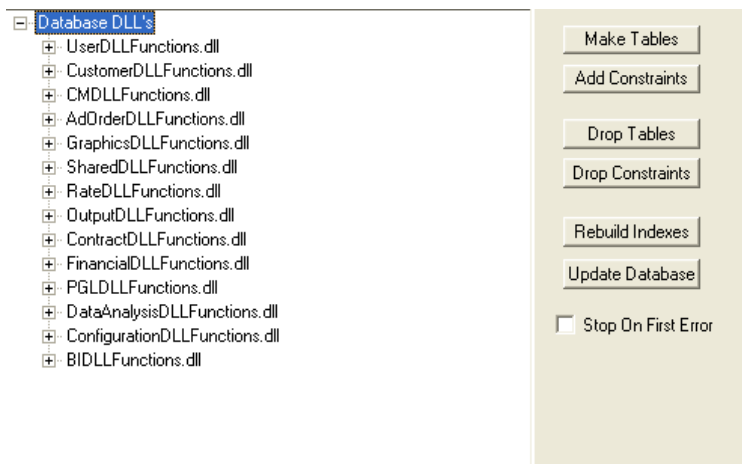 Database DLL's
UserDLLFunctions.dll
CustomerDLLFunctions.dll
CMDLLFunctions.dll
AdOrderDLLFunctions.dll
GraphicsDLLFunctions.dll
SharedDLLFunctions.dll
RateDLLFunctions.dll
OutputDLLFunctions.dll
ContractDLLFunctions.dll
FinancialDLLFunctions.dll
PGLDLLFunctions.dll
DataAnalysisDLLFunctions.dll
ConfigurationDLLFunctions.dll
BIDLLFunctions.dll
Make Tables
Add Constraints
Drop Tables
Drop Constraints
Rebuild Indexes
Update Database
Stop On First Error